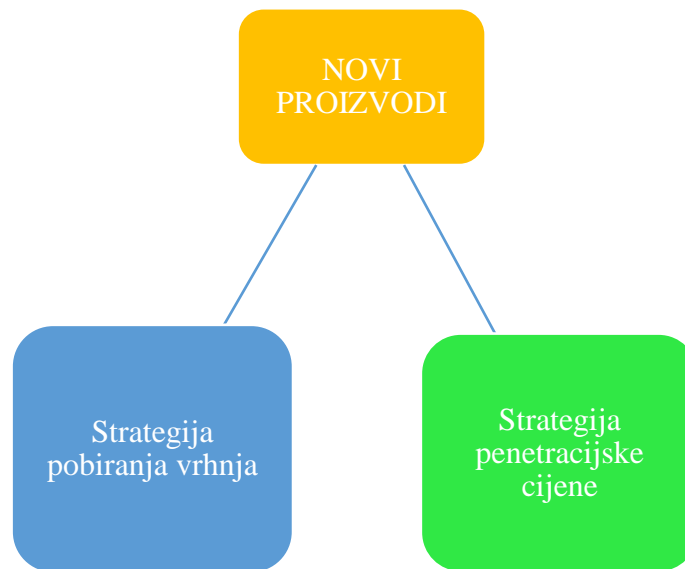 NOVI
PROIZVODI
Strategija
pobiranja vrhnja
Strategija
penetracijske
cijene